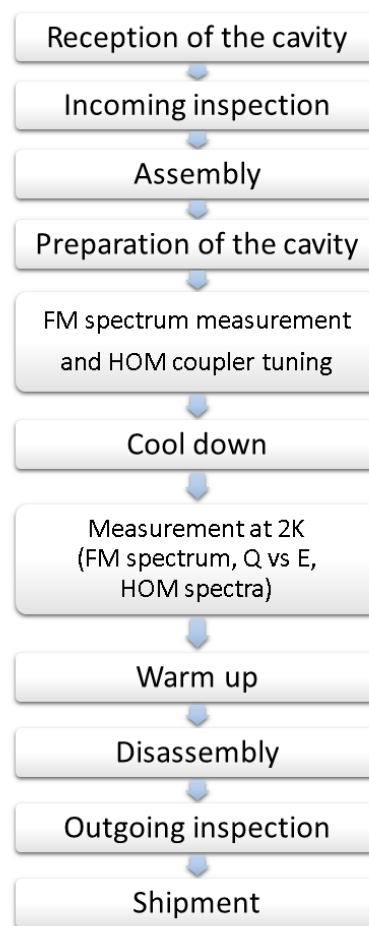 Reception of the cavity
Incoming inspection
Assembly
Preparation of the cavity
FM spectrum measurement
and HOM coupler tuning
Cool down
Measurement at 2K
(FM spectrum, Q vs E,
HOM spectra)
Warm up
Disassembly
Outgoing inspection
Shipment